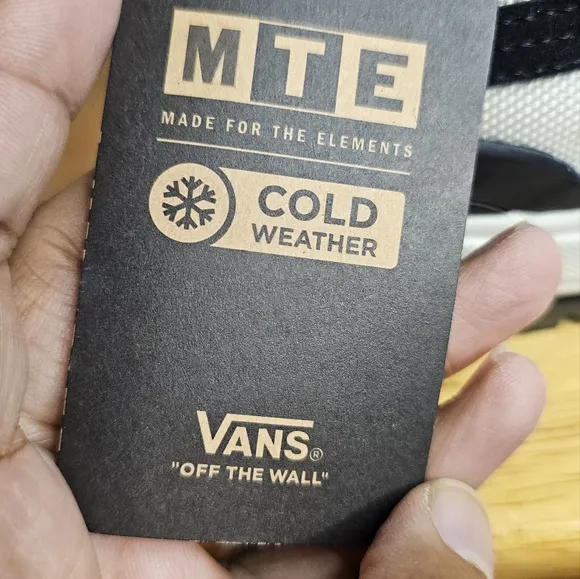 MTE
MADE FOR THE ELEMENTS
COLD
WEATHER
VANS®
"OFF THE WALL"